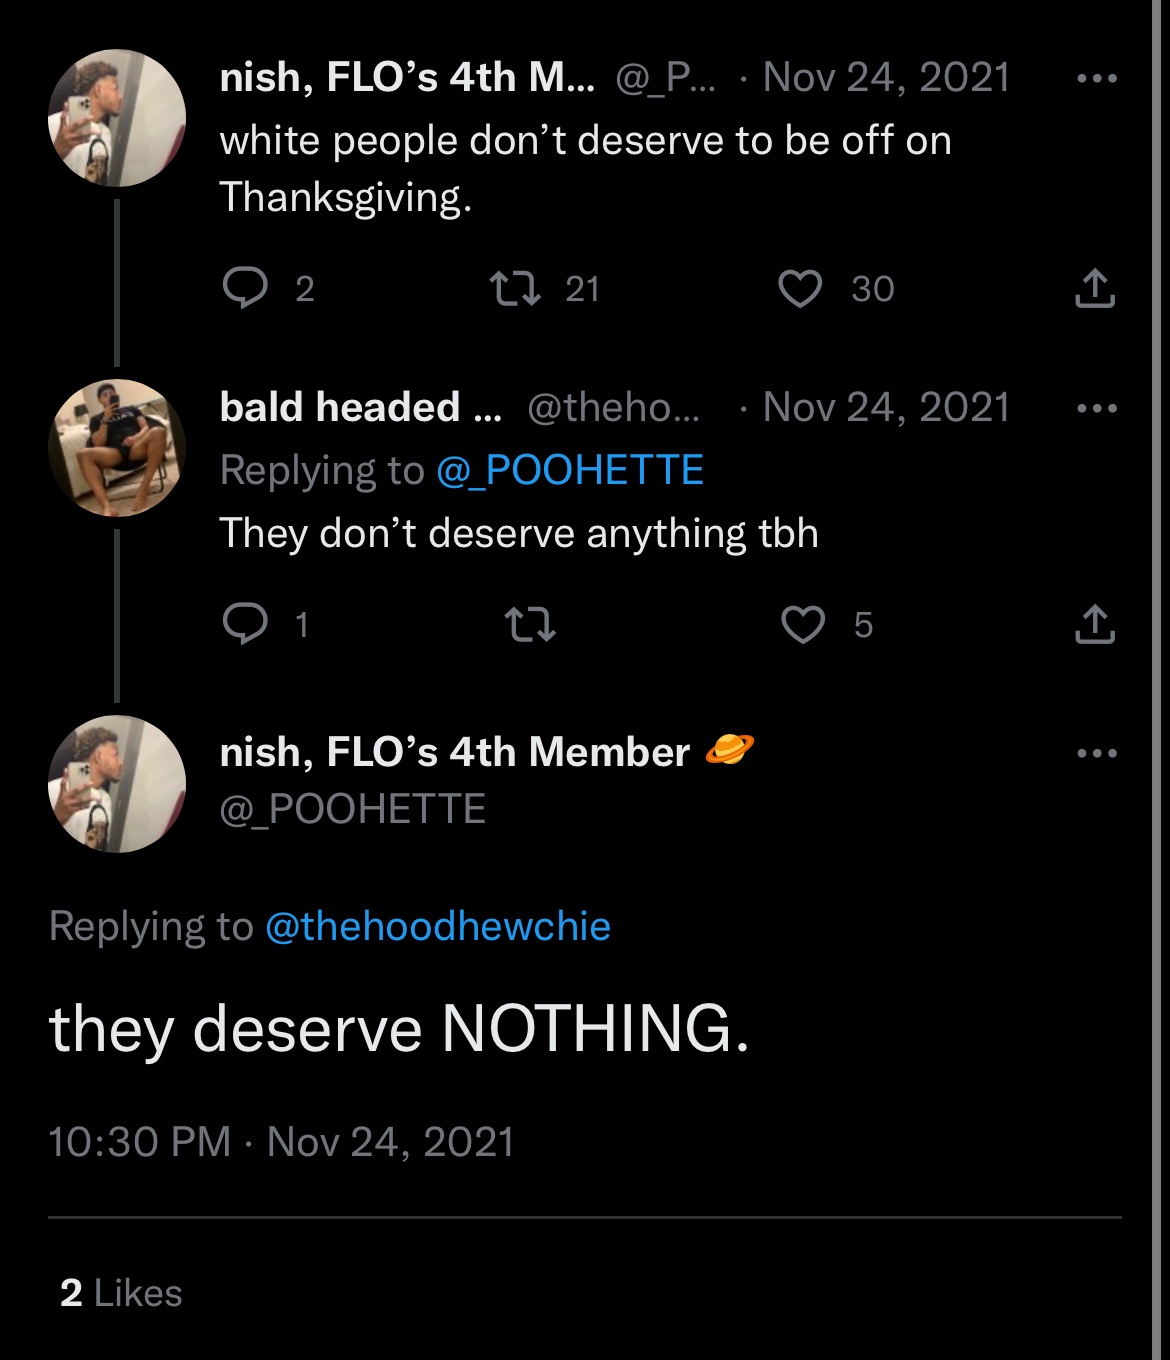 nish, FLO’s 4th M... @_P... · Nov 24, 2021
white people don’t deserve to be off on
Thanksgiving.
2 21 30
bald headed ... @theho... · Nov 24, 2021
Replying to @_POOHETTE
They don’t deserve anything tbh
1 5
nish, FLO’s 4th Member 🪐
@_POOHETTE
Replying to @thehoodhewchie
they deserve NOTHING.
10:30 PM · Nov 24, 2021
2 Likes